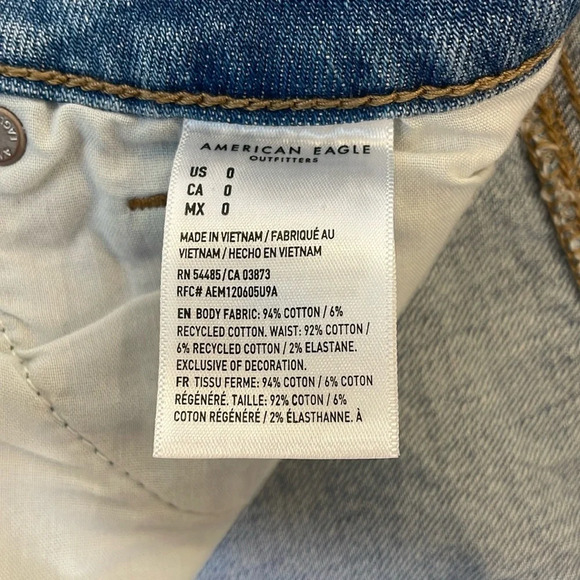 AMERICAN EAGLE
OUTFITTERS
US 0
CA 0
MX 0
MADE IN VIETNAM / FABRIQUÉ AU
VIETNAM / HECHO EN VIETNAM
RN 54485 / CA 03873
RFC# AEM120605U9A
EN BODY FABRIC: 94% COTTON / 6%
RECYCLED COTTON. WAIST: 92% COTTON /
6% RECYCLED COTTON / 2% ELASTANE.
EXCLUSIVE OF DECORATION.
FR TISSU FERME: 94% COTON / 6% COTON
RÉGÉNÉRÉ. TAILLE: 92% COTON / 6%
COTON RÉGÉNÉRÉ / 2% ÉLASTHANNE. À